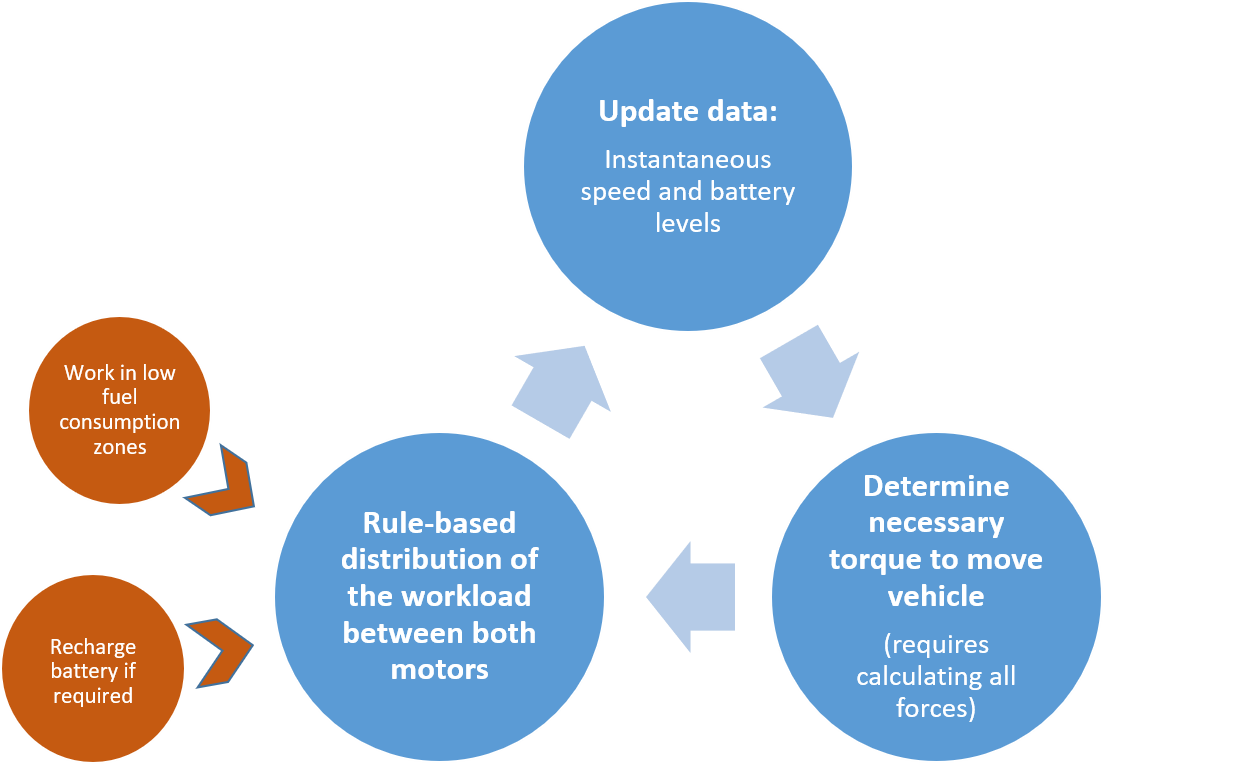 Update data:
Instantaneous
speed and battery
levels
Determine
necessary
torque to move
vehicle
(requires
calculating all
forces)
Rule-based
distribution of
the workload
between both
motors
Work in low
fuel
consumption
zones
Recharge
battery if
required